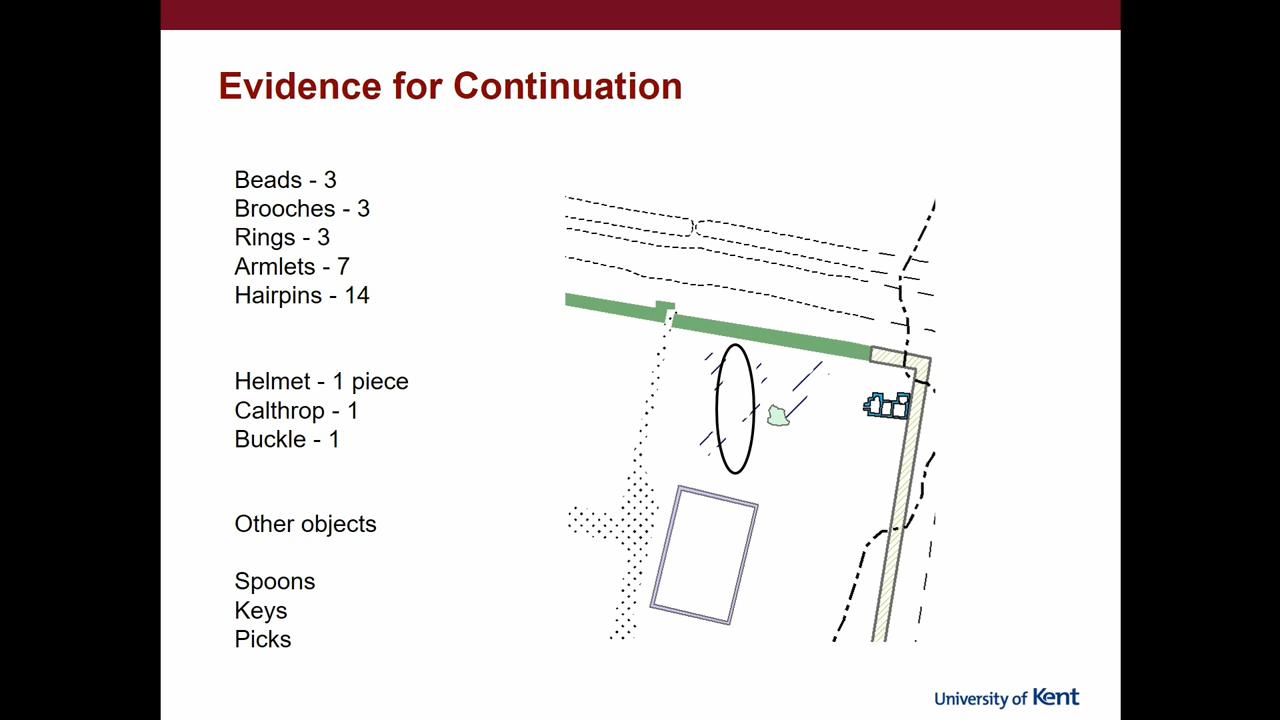 Evidence for Continuation
Beads - 3
Brooches - 3
Rings - 3
Armlets - 7
Hairpins - 14
Helmet - 1 piece
Calthrop - 1
Buckle - 1
Other objects
Spoons
Keys
Picks
University of Kent